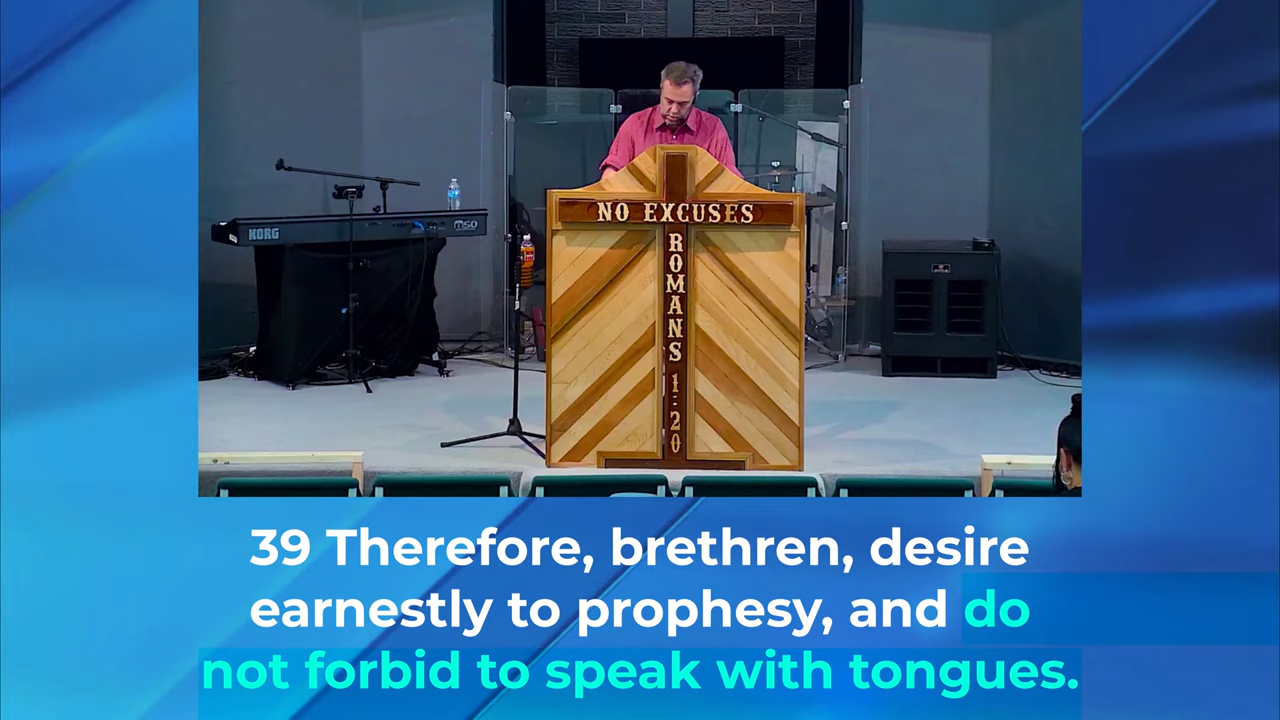 KORG
M50
NO EXCUSES
ROMANS 1:20
39 Therefore, brethren, desire
earnestly to prophesy, and do
not forbid to speak with tongues.